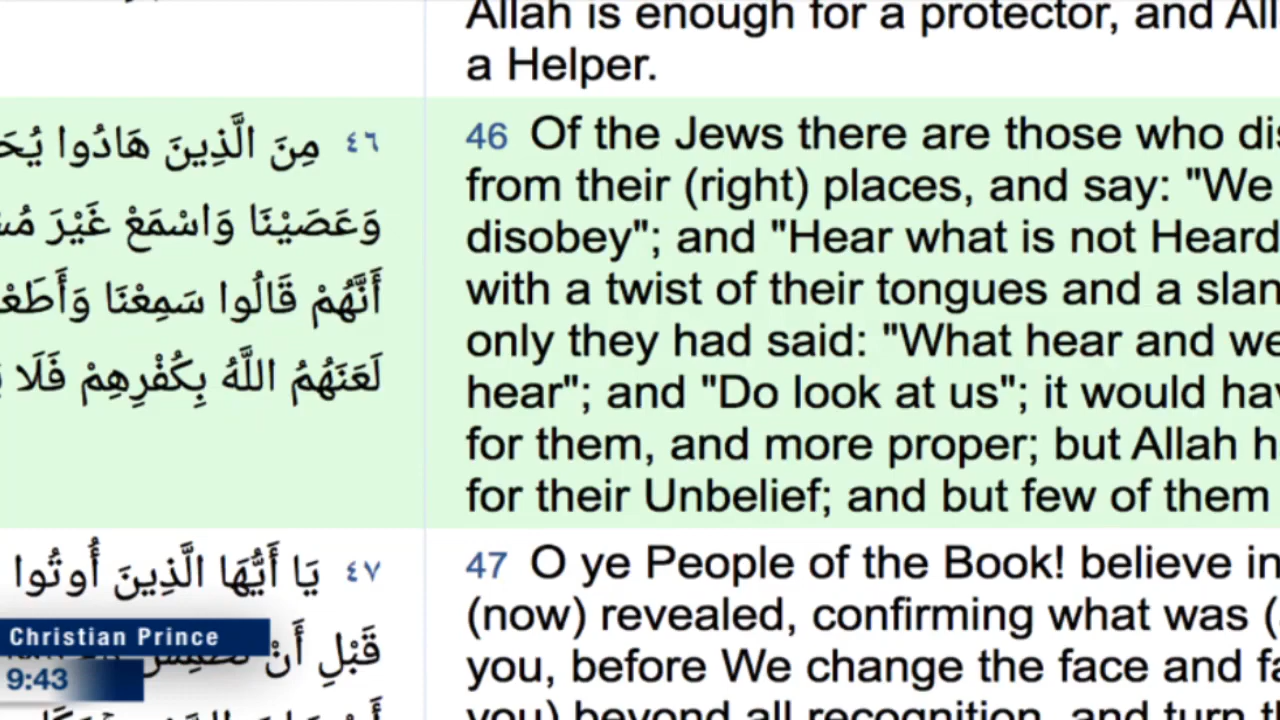 Allah is enough for a protector, and
a Helper.
٤٦ مِنَ الَّذِينَ هَادُوا
وَعَصَيْنَا وَاسْمَعْ غَيْرَ
أَنَّهُمْ قَالُوا سَمِعْنَا
لَعَنَهُمُ اللَّهُ بِكُفْرِهِمْ فَلَا
46 Of the Jews there are those who
from their (right) places, and say: "We
disobey"; and "Hear what is not Heard
with a twist of their tongues and a
only they had said: "What hear and we
hear"; and "Do look at us"; it would
for them, and more proper; but Allah
for their Unbelief; and but few of them
٤٧ يَا أَيُّهَا الَّذِينَ أُوتُوا
قَبْلِ أَنْ
47 O ye People of the Book! believe in
(now) revealed, confirming what was
you, before We change the face and
you) beyond all recognition, and turn
Christian Prince
9:43